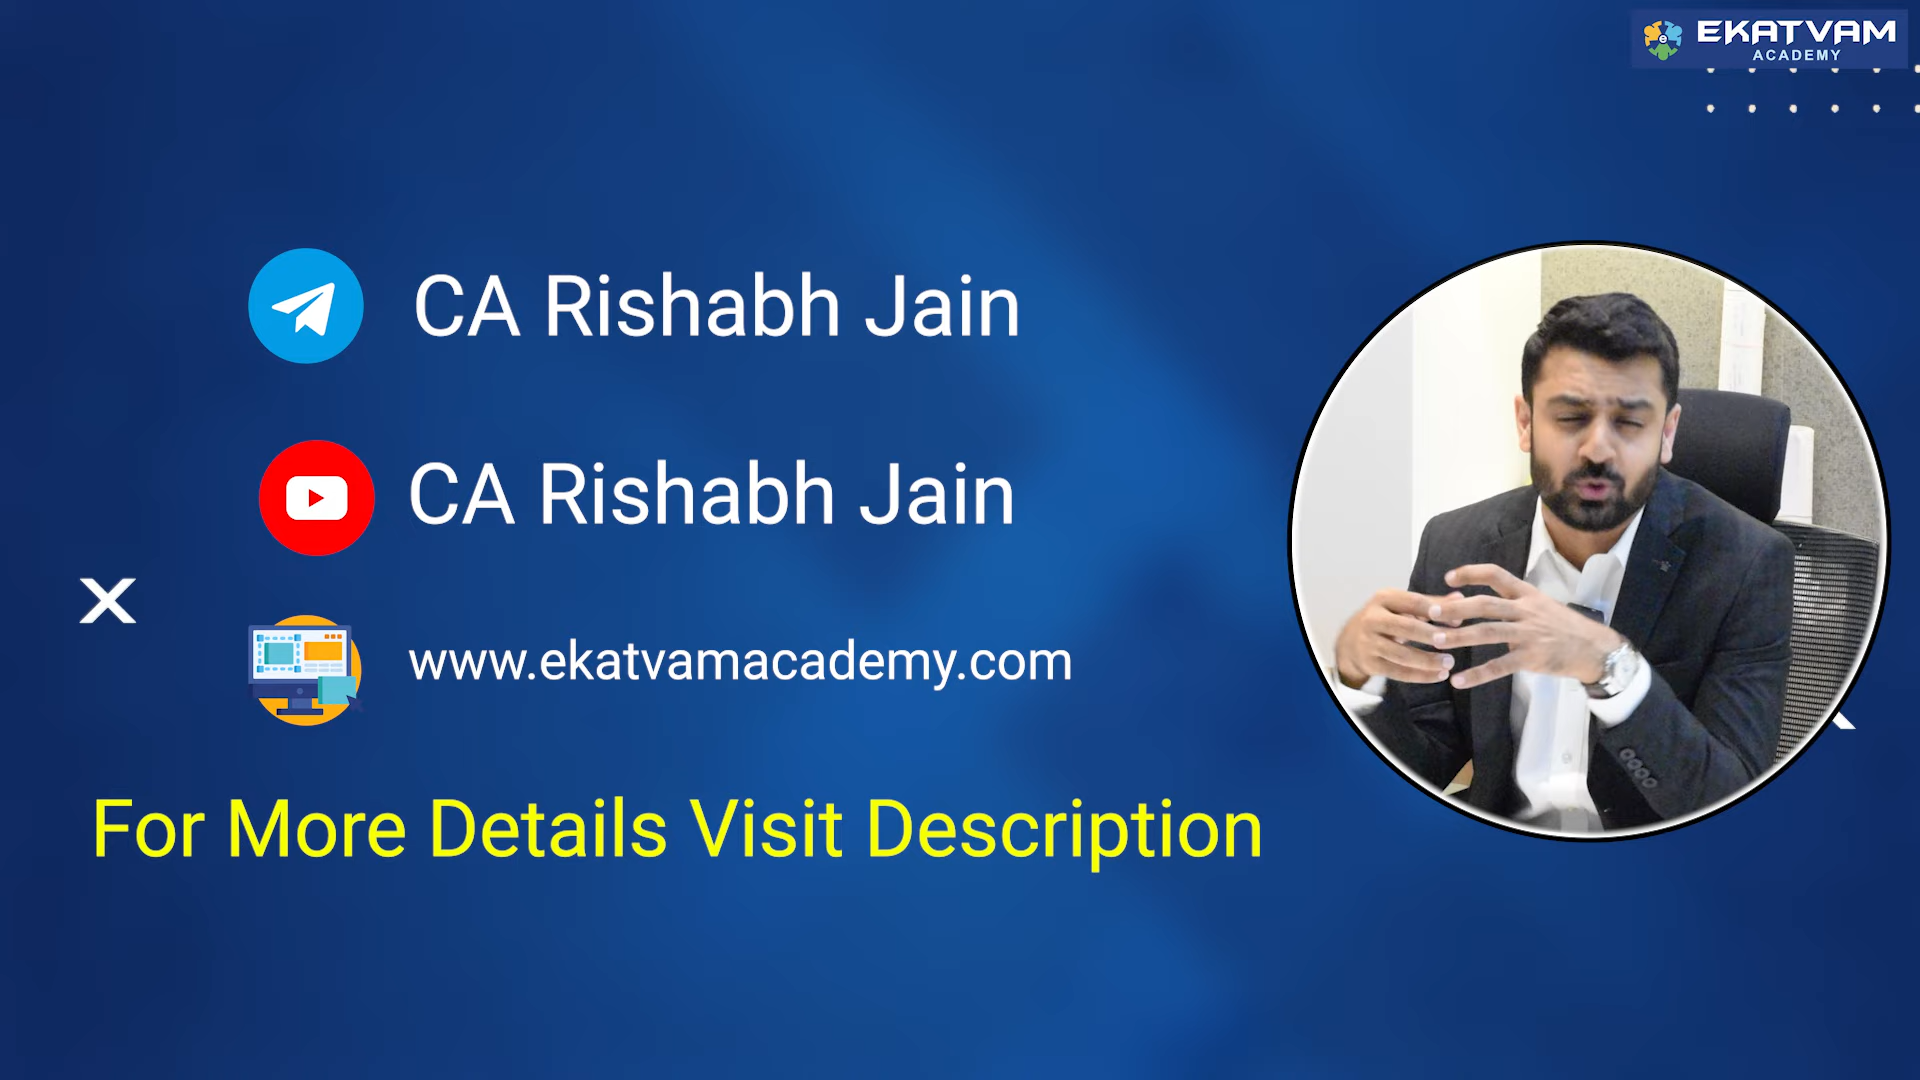 EKATVAM
ACADEMY
CA Rishabh Jain
CA Rishabh Jain
www.ekatvamacademy.com
For More Details Visit Description